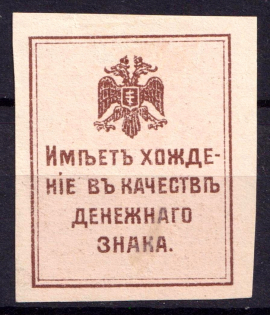 ИМѢЕТЪ ХОЖДЕ-
НІЕ ВЪ КАЧЕСТВѢ
ДЕНЕЖНАГО
ЗНАКА.